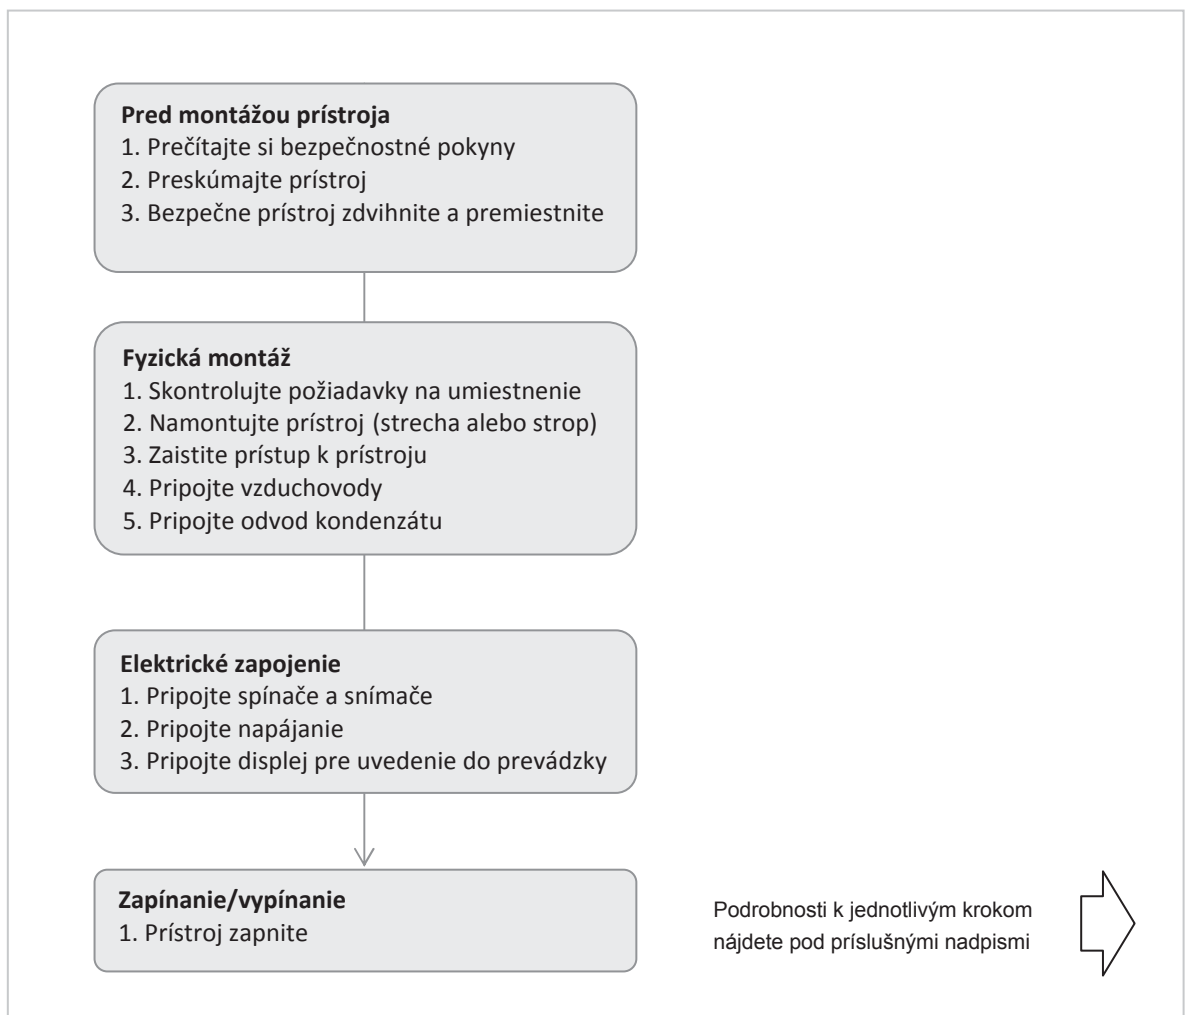 Pred montážou prístroja
1. Prečítajte si bezpečnostné pokyny
2. Preskúmajte prístroj
3. Bezpečne prístroj zdvihnite a premiestnite
Fyzická montáž
1. Skontrolujte požiadavky na umiestnenie
2. Namontujte prístroj (strecha alebo strop)
3. Zaistite prístup k prístroju
4. Pripojte vzduchovody
5. Pripojte odvod kondenzátu
Elektrické zapojenie
1. Pripojte spínače a snímače
2. Pripojte napájanie
3. Pripojte displej pre uvedenie do prevádzky
Zapínanie/vypínanie
1. Prístroj zapnite
Podrobnosti k jednotlivým krokom
nájdete pod príslušnými nadpismi